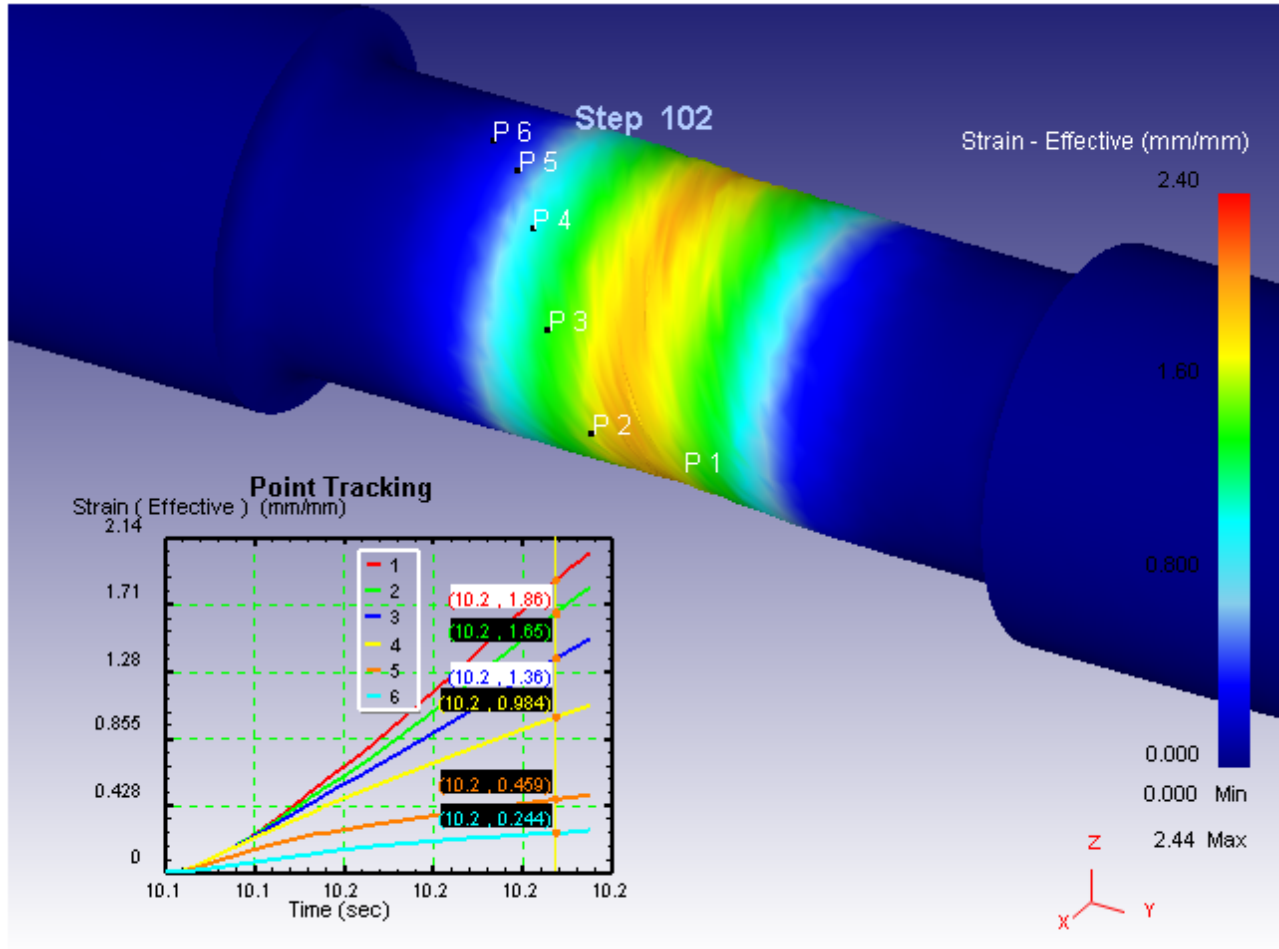 Step 102
P 6
P 5
P 4
P 3
P 2
P 1
Strain - Effective (mm/mm)
2.40
1.60
0.800
0.000
0.000 Min
2.44 Max
Z
X
Y
Point Tracking
Strain ( Effective ) (mm/mm)
2.14
1.71
1.28
0.855
0.428
0
1
2
3
4
5
6
(10.2 , 1.86)
(10.2 , 1.65)
(10.2 , 1.36)
(10.2 , 0.984)
(10.2 , 0.459)
(10.2 , 0.244)
10.1 10.1 10.2 10.2 10.2 10.2
Time (sec)